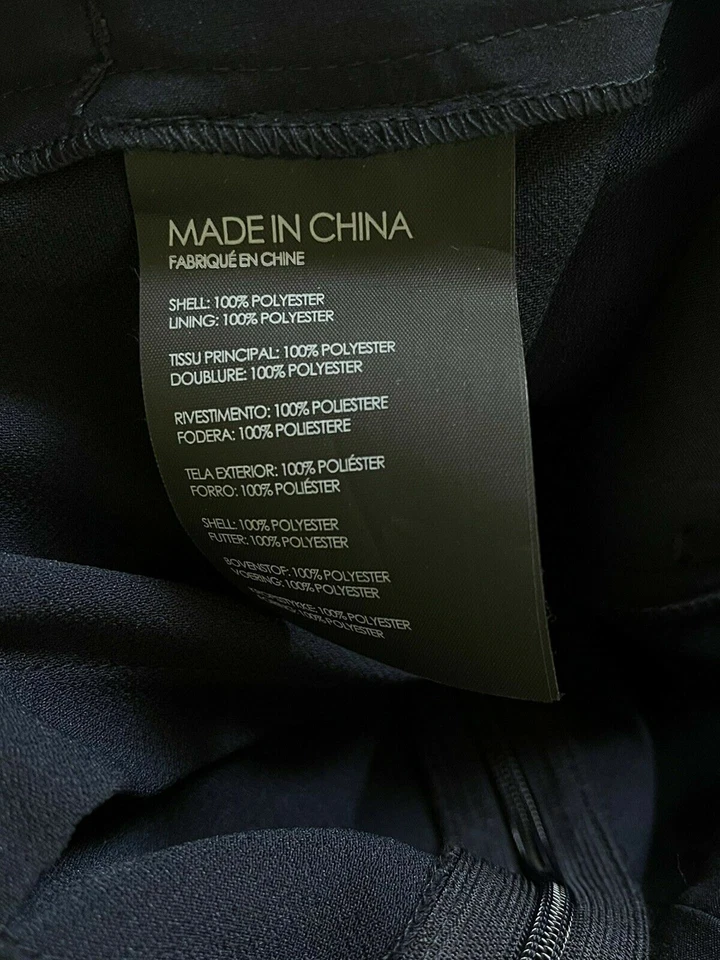 MADE IN CHINA
FABRIQUÉ EN CHINE
SHELL: 100% POLYESTER
LINING: 100% POLYESTER
TISSU PRINCIPAL: 100% POLYESTER
DOUBLURE: 100% POLYESTER
RIVESTIMENTO: 100% POLIESTERE
FODERA: 100% POLIESTERE
TELA EXTERIOR: 100% POLIÉSTER
FORRO: 100% POLIÉSTER
SHELL: 100% POLYESTER
FUTTER: 100% POLYESTER
BOVENSTOF: 100% POLYESTER
VOERING: 100% POLYESTER
100% POLYESTER
100% POLYESTER